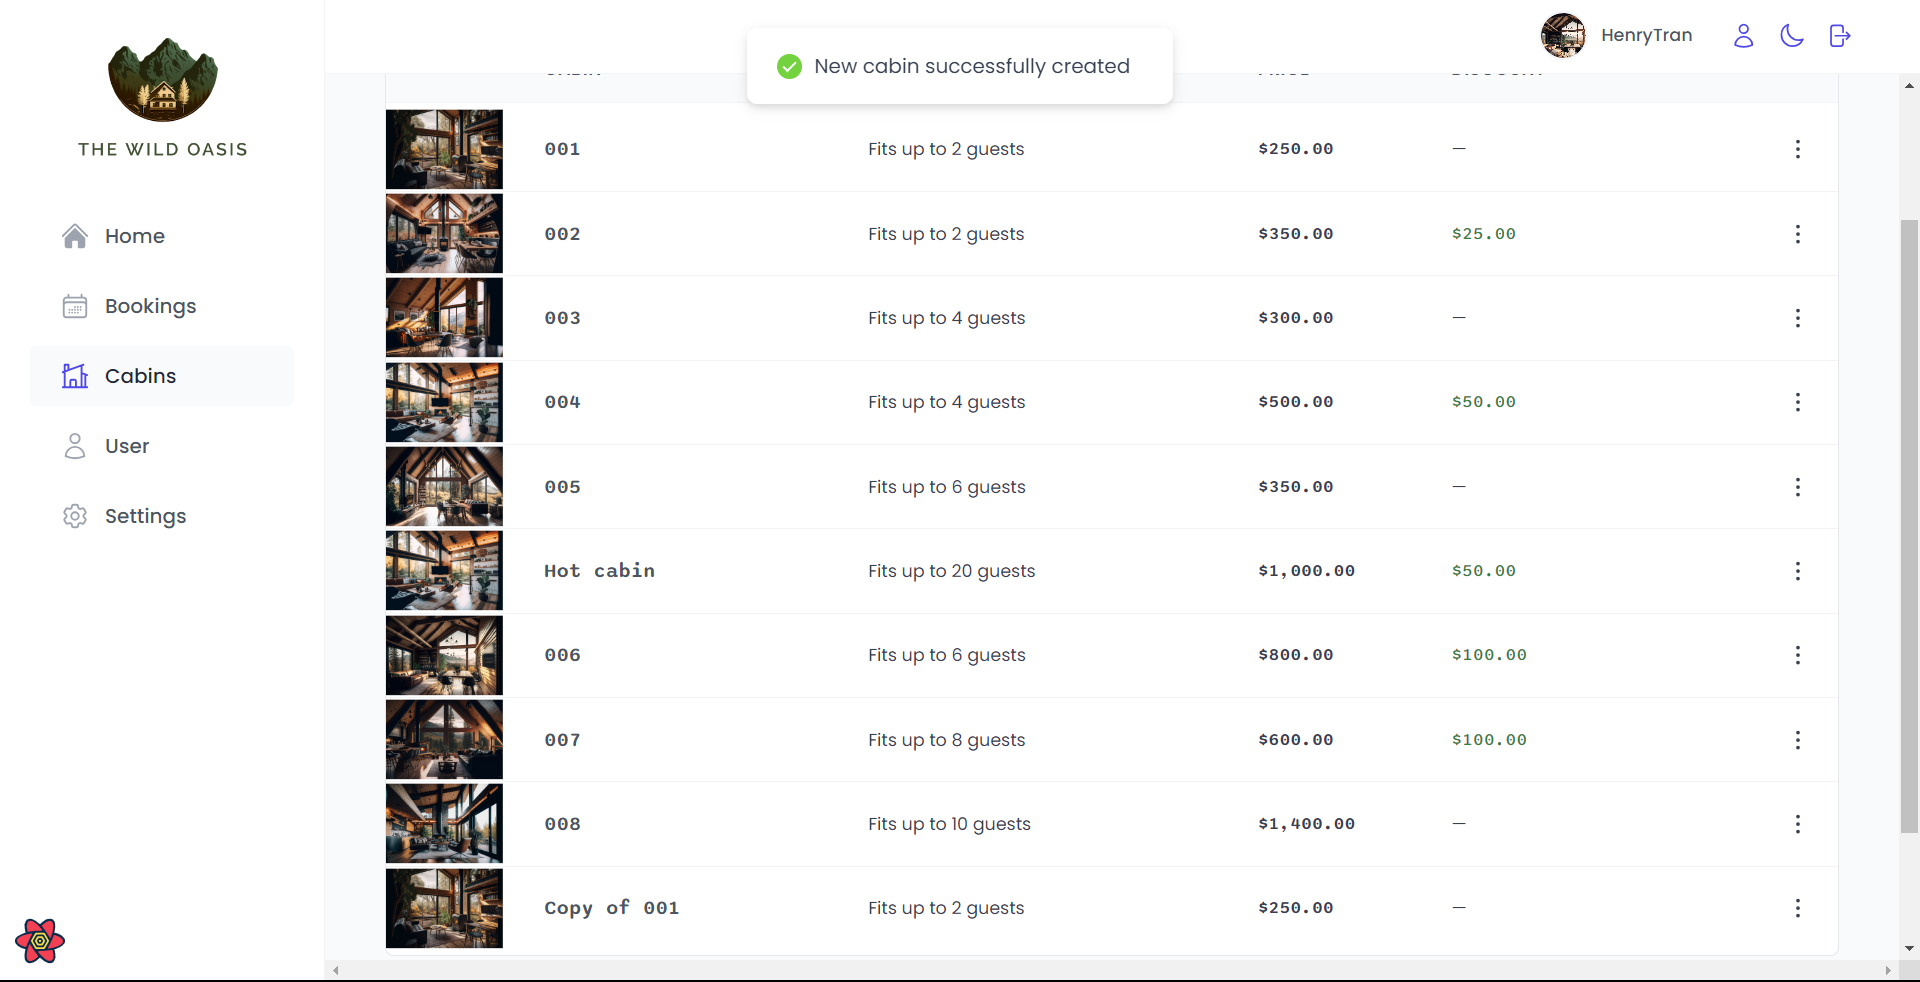 THE WILD OASIS
Home
Bookings
Cabins
User
Settings
New cabin successfully created
HenryTran
001 Fits up to 2 guests $250.00 —
002 Fits up to 2 guests $350.00 $25.00
003 Fits up to 4 guests $300.00 —
004 Fits up to 4 guests $500.00 $50.00
005 Fits up to 6 guests $350.00 —
Hot cabin Fits up to 20 guests $1,000.00 $50.00
006 Fits up to 6 guests $800.00 $100.00
007 Fits up to 8 guests $600.00 $100.00
008 Fits up to 10 guests $1,400.00 —
Copy of 001 Fits up to 2 guests $250.00 —